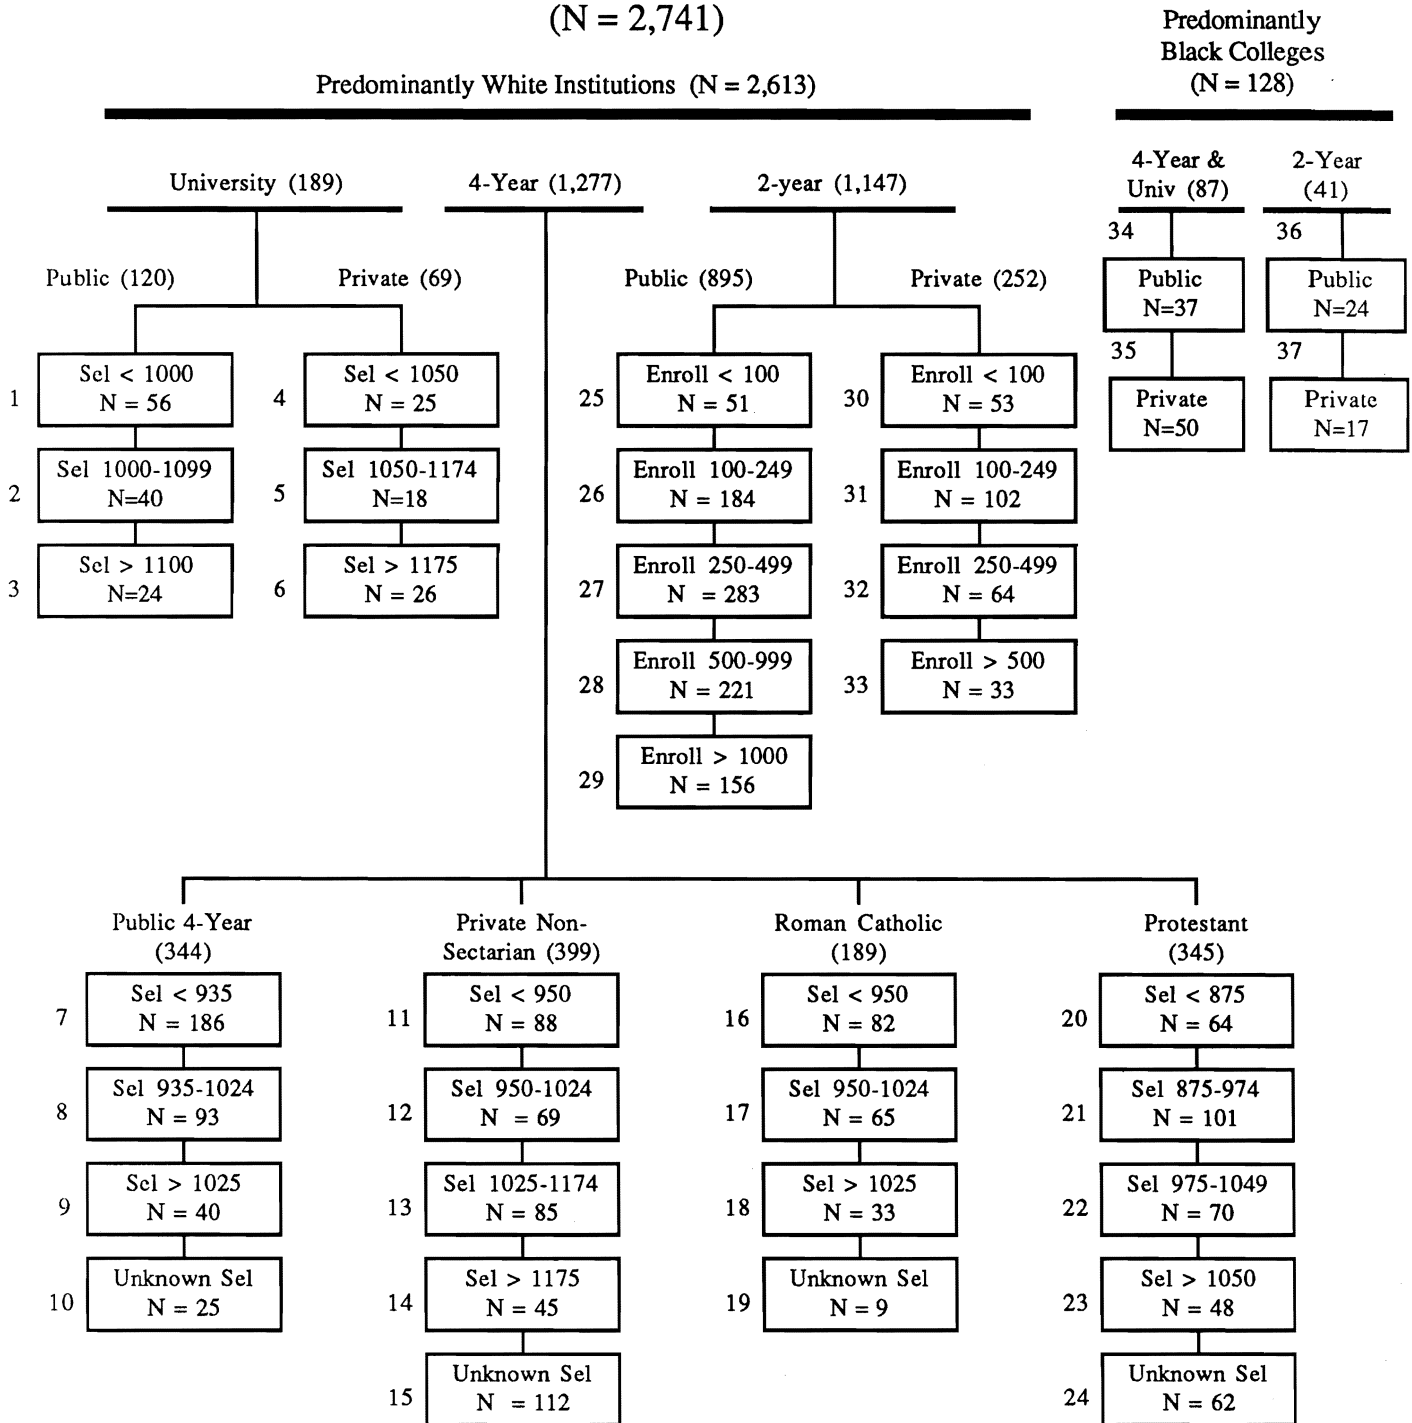 (N = 2,741)
Predominantly White Institutions (N = 2,613)
Predominantly
Black Colleges
(N = 128)
University (189)
4-Year (1,277)
2-year (1,147)
4-Year &
Univ (87)
2-Year
(41)
Public (120)
Private (69)
Public (895)
Private (252)
34
Public
N=37
36
Public
N=24
35
Private
N=50
37
Private
N=17
1
Sel < 1000
N = 56
4
Sel < 1050
N = 25
25
Enroll < 100
N = 51
30
Enroll < 100
N = 53
2
Sel 1000-1099
N=40
5
Sel 1050-1174
N=18
26
Enroll 100-249
N = 184
31
Enroll 100-249
N = 102
3
Sel > 1100
N=24
6
Sel > 1175
N = 26
27
Enroll 250-499
N = 283
32
Enroll 250-499
N = 64
28
Enroll 500-999
N = 221
33
Enroll > 500
N = 33
29
Enroll > 1000
N = 156
Public 4-Year
(344)
Private Non-
Sectarian (399)
Roman Catholic
(189)
Protestant
(345)
7
Sel < 935
N = 186
11
Sel < 950
N = 88
16
Sel < 950
N = 82
20
Sel < 875
N = 64
8
Sel 935-1024
N = 93
12
Sel 950-1024
N = 69
17
Sel 950-1024
N = 65
21
Sel 875-974
N = 101
9
Sel > 1025
N = 40
13
Sel 1025-1174
N = 85
18
Sel > 1025
N = 33
22
Sel 975-1049
N = 70
10
Unknown Sel
N = 25
14
Sel > 1175
N = 45
19
Unknown Sel
N = 9
23
Sel > 1050
N = 48
15
Unknown Sel
N = 112
24
Unknown Sel
N = 62